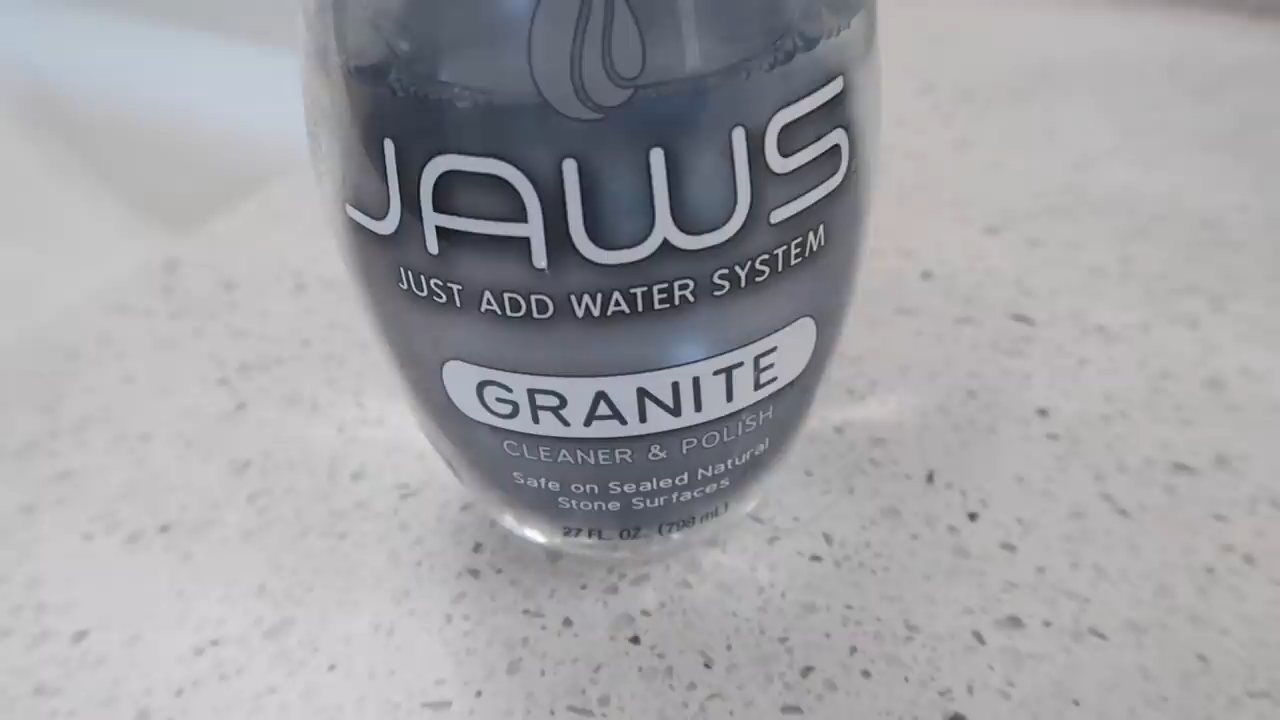 JAWS
JUST ADD WATER SYSTEM
GRANITE
CLEANER & POLISH
Safe on Sealed Natural
Stone Surfaces
27 FL. OZ. (798 mL)